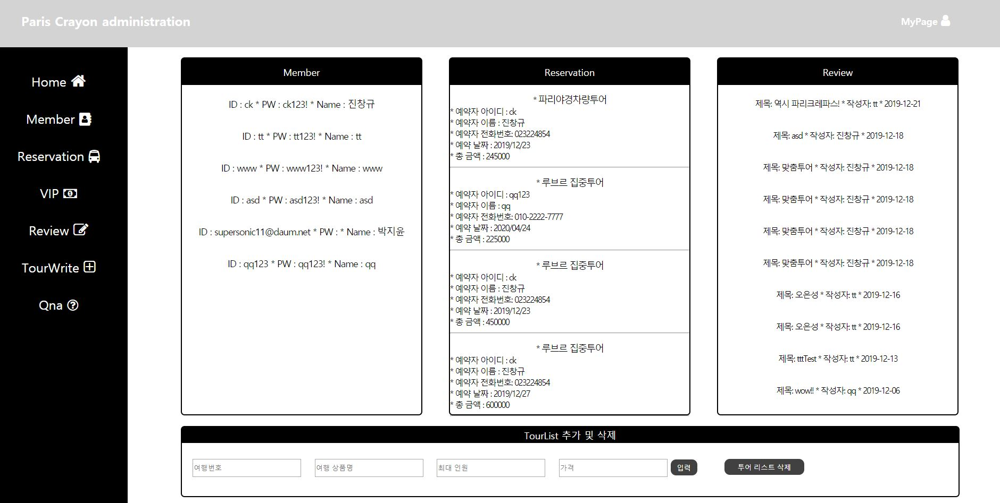 Paris Crayon administration
MyPage
Home
Member
Reservation
VIP
Review
TourWrite
Qna
Member
ID : ck * PW : ck123! * Name : 진창규
ID : tt * PW : tt123! * Name : tt
ID : www * PW : www123! * Name : www
ID : asd * PW : asd123! * Name : asd
ID : supersonic11@daum.net * PW : * Name : 박지윤
ID : qq123 * PW : qq123! * Name : qq
Reservation
* 파리야경차량투어
* 예약자 아이디 : ck
* 예약자 이름 : 진창규
* 예약자 전화번호: 023224854
* 예약 날짜 : 2019/12/23
* 총 금액 : 245000
* 루브르 집중투어
* 예약자 아이디 : qq123
* 예약자 이름 : qq
* 예약자 전화번호: 010-2222-7777
* 예약 날짜 : 2020/04/24
* 총 금액 : 225000
* 루브르 집중투어
* 예약자 아이디 : ck
* 예약자 이름 : 진창규
* 예약자 전화번호: 023224854
* 예약 날짜 : 2019/12/23
* 총 금액 : 450000
* 루브르 집중투어
* 예약자 아이디 : ck
* 예약자 이름 : 진창규
* 예약자 전화번호: 023224854
* 예약 날짜 : 2019/12/27
* 총 금액 : 600000
Review
제목: 역시 파리크레파스! * 작성자: tt * 2019-12-21
제목: asd * 작성자: 진창규 * 2019-12-18
제목: 맞춤투어 * 작성자: 진창규 * 2019-12-18
제목: 맞춤투어 * 작성자: 진창규 * 2019-12-18
제목: 맞춤투어 * 작성자: 진창규 * 2019-12-18
제목: 맞춤투어 * 작성자: 진창규 * 2019-12-18
제목: 오은성 * 작성자: tt * 2019-12-16
제목: 오은성 * 작성자: tt * 2019-12-16
제목: tttTest * 작성자: tt * 2019-12-13
제목: wow!! * 작성자: qq * 2019-12-06
TourList 추가 및 삭제
여행번호
여행 상품명
최대 인원
가격
입력
투어 리스트 삭제